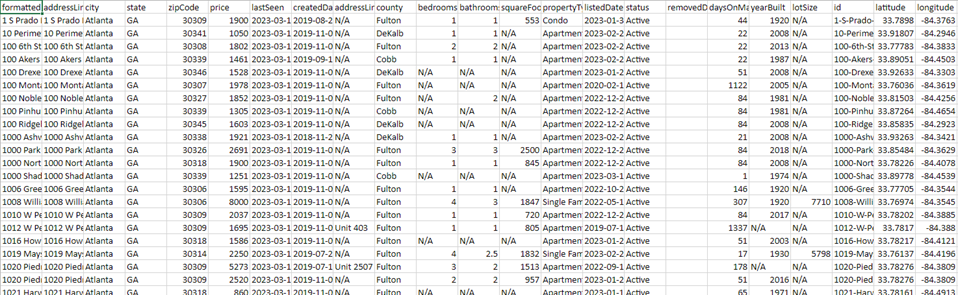 formatted addressLin city state zipCode price lastSeen createdDa addressLin county bedrooms bathrooms squareFoo propertyTy listedDate status removedD daysOnMa yearBuilt lotSize id latitude longitude
1 S Prado 1 S Prado Atlanta GA 30309 1900 2023-03-1 2019-08-2 N/A Fulton 1 1 553 Condo 2023-01-3 Active 44 1920 N/A 1-S-Prado- 33.7898 -84.3763
10 Perime 10 Perime Atlanta GA 30341 1050 2023-03-1 2019-11-0 N/A DeKalb 1 1 N/A Apartmen 2023-02-2 Active 22 2008 N/A 10-Perime 33.91807 -84.2946
100 6th St 100 6th St Atlanta GA 30308 1802 2023-03-1 2019-11-0 N/A Fulton 2 2 N/A Apartmen 2023-02-2 Active 22 2013 N/A 100-6th-St 33.77783 -84.3833
100 Akers 100 Akers Atlanta GA 30339 1461 2023-03-1 2019-09-1 N/A Cobb 1 1 N/A Apartmen 2023-02-2 Active 22 1987 N/A 100-Akers 33.89051 -84.4503
100 Drexe 100 Drexe Atlanta GA 30346 1528 2023-03-1 2019-11-0 N/A DeKalb N/A N/A N/A Apartmen 2023-01-2 Active 51 2008 N/A 100-Drexe 33.92633 -84.3303
100 Monta 100 Monta Atlanta GA 30307 1978 2023-03-1 2019-11-0 N/A Fulton N/A N/A N/A Apartmen 2020-02-1 Active 1122 2005 N/A 100-Monta 33.76036 -84.3619
100 Noble 100 Noble Atlanta GA 30327 1852 2023-03-1 2019-11-0 N/A Fulton N/A 2 N/A Apartmen 2022-12-2 Active 84 1981 N/A 100-Noble 33.81503 -84.4256
100 Pinhu 100 Pinhu Atlanta GA 30339 1305 2023-03-1 2019-11-0 N/A Cobb N/A N/A N/A Apartmen 2022-12-2 Active 84 1981 N/A 100-Pinhu 33.87264 -84.4654
100 Ridgel 100 Ridgel Atlanta GA 30345 1603 2023-03-1 2019-11-0 N/A DeKalb N/A N/A N/A Apartmen 2022-12-2 Active 84 1981 N/A 100-Ridgel 33.85835 -84.2923
1000 Ashv 1000 Ashv Atlanta GA 30338 1921 2023-03-1 2018-11-2 N/A DeKalb 1 1 N/A Apartmen 2023-02-2 Active 21 2008 N/A 1000-Ashv 33.93263 -84.3421
1000 Park 1000 Park Atlanta GA 30326 2691 2023-03-1 2019-11-0 N/A Fulton 3 3 2500 Apartmen 2022-12-2 Active 84 2018 N/A 1000-Park 33.85484 -84.3629
1000 Nort 1000 Nort Atlanta GA 30318 1900 2023-03-1 2019-11-0 N/A Fulton 1 1 845 Apartmen 2022-12-2 Active 84 2008 N/A 1000-Nort 33.78226 -84.4078
1000 Shad 1000 Shad Atlanta GA 30339 1251 2023-03-1 2019-11-0 N/A Cobb N/A N/A N/A Apartmen 2023-03-1 Active 1 1974 N/A 1000-Shad 33.89778 -84.4539
1006 Gree 1006 Gree Atlanta GA 30306 1595 2023-03-1 2019-11-0 N/A Fulton 1 1 N/A Apartmen 2022-10-2 Active 146 1920 N/A 1006-Gree 33.77705 -84.3544
1008 Willi 1008 Willi Atlanta GA 30306 8000 2023-03-1 2019-11-0 N/A Fulton 4 3 1847 Single Fam 2022-05-1 Active 307 1920 7710 1008-Willi 33.76954 -84.3545
1010 W Pe 1010 W Pe Atlanta GA 30309 2037 2023-03-1 2019-11-0 N/A Fulton 1 1 720 Apartmen 2022-12-2 Active 84 2017 N/A 1010-W-Pe 33.78202 -84.3885
1012 W Pe 1012 W Pe Atlanta GA 30309 1695 2023-03-1 2019-11-0 Unit 403 Fulton 1 1 805 Apartmen 2019-07-1 Active 1337 N/A N/A 1012-W-Pe 33.7817 -84.388
1016 How 1016 How Atlanta GA 30318 1586 2023-03-1 2019-11-0 N/A Fulton N/A N/A N/A Apartmen 2023-01-2 Active 51 2003 N/A 1016-How 33.78217 -84.4121
1019 May 1019 May Atlanta GA 30314 2250 2023-03-1 2019-07-2 N/A Fulton 4 2.5 1832 Single Fam 2023-02-2 Active 17 1930 5798 1019-May 33.76137 -84.4196
1020 Pied 1020 Pied Atlanta GA 30309 5273 2023-03-1 2019-07-1 Unit 2507 Fulton 3 2 1513 Apartmen 2022-09-1 Active 178 N/A N/A 1020-Pied 33.78276 -84.3809
1020 Pied 1020 Pied Atlanta GA 30309 2520 2023-03-1 2019-11-0 N/A Fulton 2 2 957 Apartmen 2023-01-2 Active 51 2016 N/A 1020-Pied 33.78276 -84.3809
1021 Harv 1021 Harv Atlanta GA 30318 860 2023-03-1 2019-11-0 N/A Fulton N/A N/A N/A Apartmen 2023-01-1 Active 65 1971 N/A 1021-Harv 33.78161 -84.4913